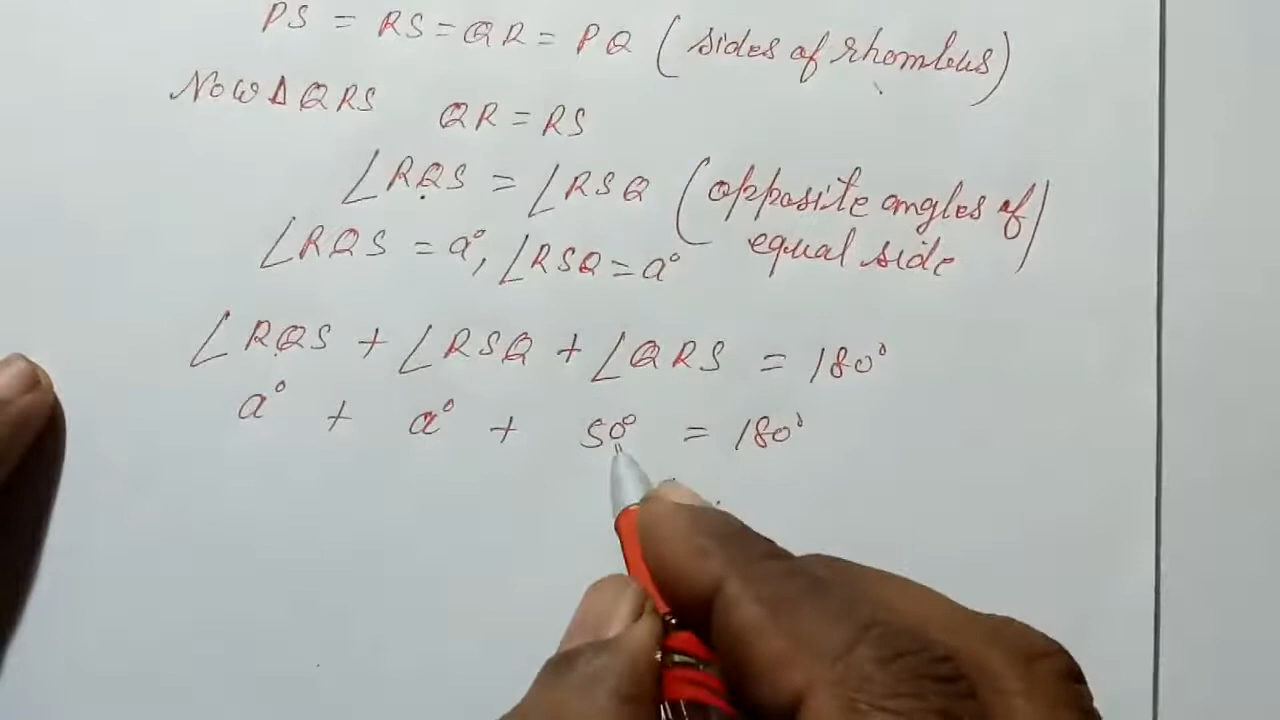 PS = RS = QR = PQ (sides of rhombus)
Now Δ QRS QR = RS
∠RQS = ∠RSQ (opposite angles of
equal side)
∠RQS = a°, ∠RSQ = a°
∠RQS + ∠RSQ + ∠QRS = 180°
a° + a° + 50° = 180°